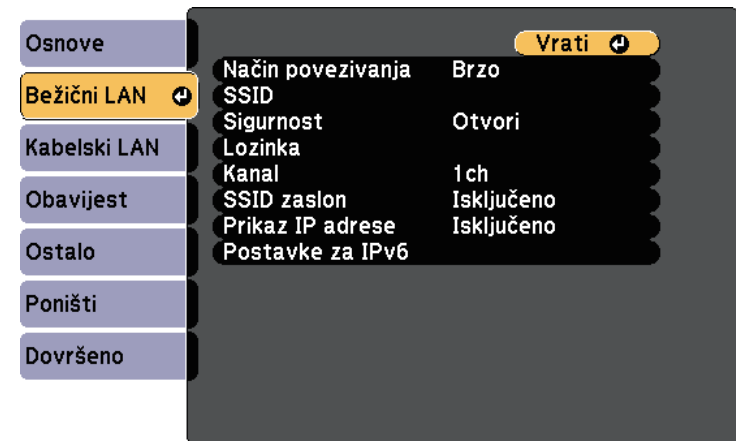 Osnove
Bežični LAN
Kabelski LAN
Obavijest
Ostalo
Poništi
Dovršeno
Vrati
Način povezivanja Brzo
SSID
Sigurnost Otvori
Lozinka
Kanal 1ch
SSID zaslon Isključeno
Prikaz IP adrese Isključeno
Postavke za IPv6